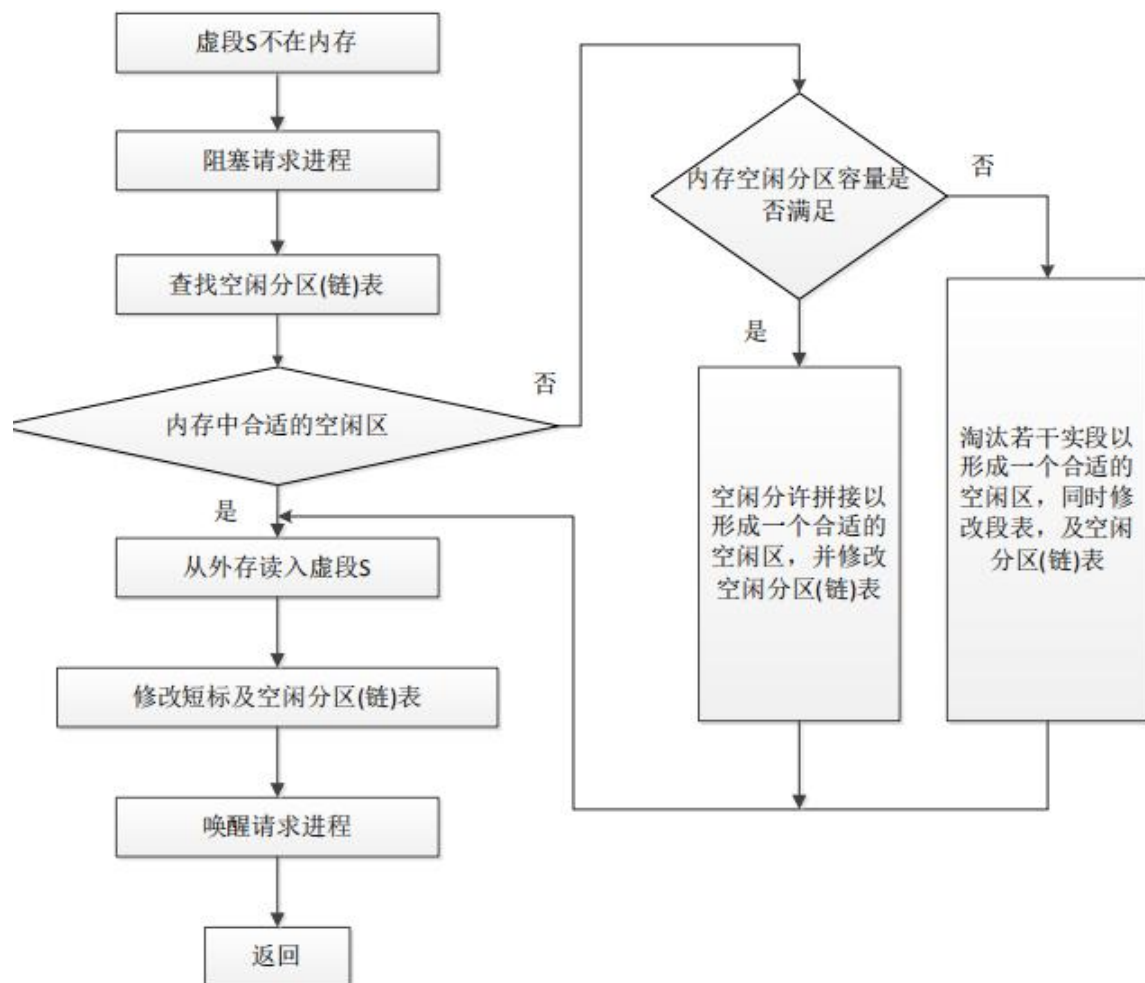 虚段S不在内存
阻塞请求进程
查找空闲分区(链)表
内存中合适的空闲区
否
是
从外存读入虚段S
修改短标及空闲分区(链)表
唤醒请求进程
返回
内存空闲分区容量是
否满足
否
是
空闲分许拼接以
形成一个合适的
空闲区，并修改
空闲分区(链)表
淘汰若干实段以
形成一个合适的
空闲区，同时修
改段表，及空闲
分区(链)表